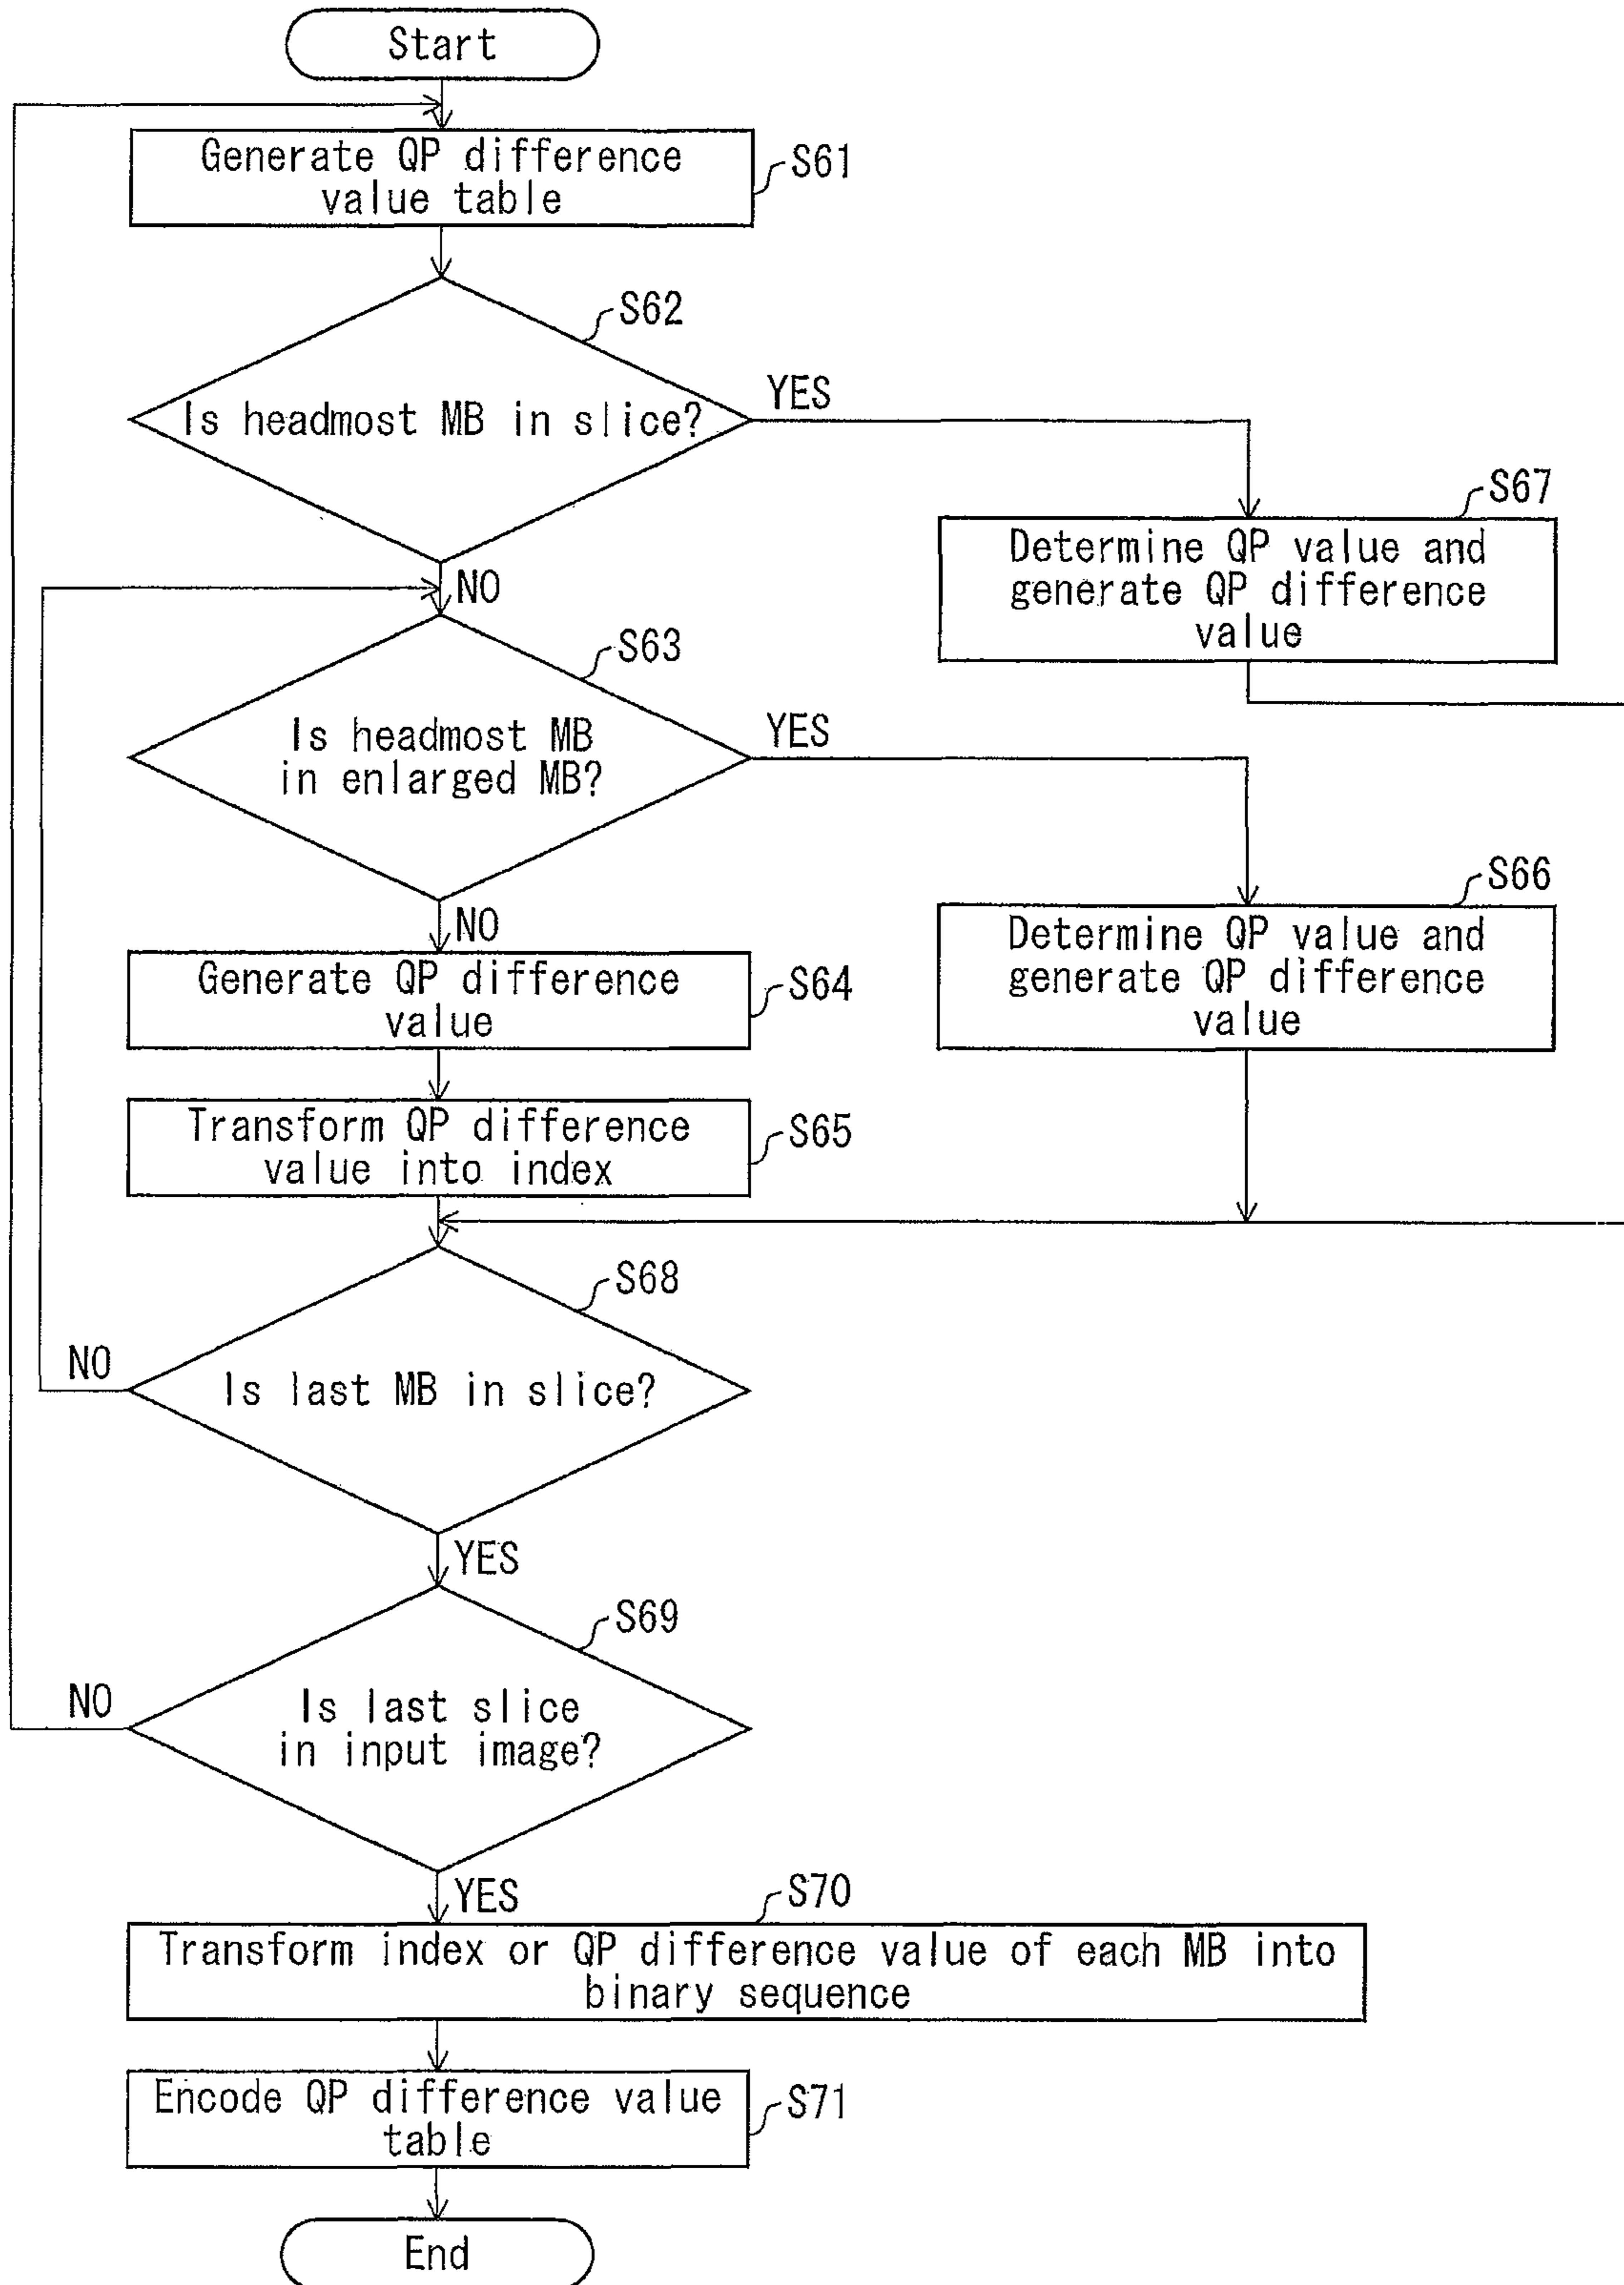 Start
Generate QP difference
value table
S61
S62
Is headmost MB in slice?
YES
NO
S67
Determine QP value and
generate QP difference
value
S63
Is headmost MB
in enlarged MB?
YES
NO
S66
Determine QP value and
generate QP difference
value
Generate QP difference
value
S64
Transform QP difference
value into index
S65
S68
Is last MB in slice?
NO
YES
S69
Is last slice
in input image?
NO
YES
S70
Transform index or QP difference value of each MB into
binary sequence
Encode QP difference value
table
S71
End